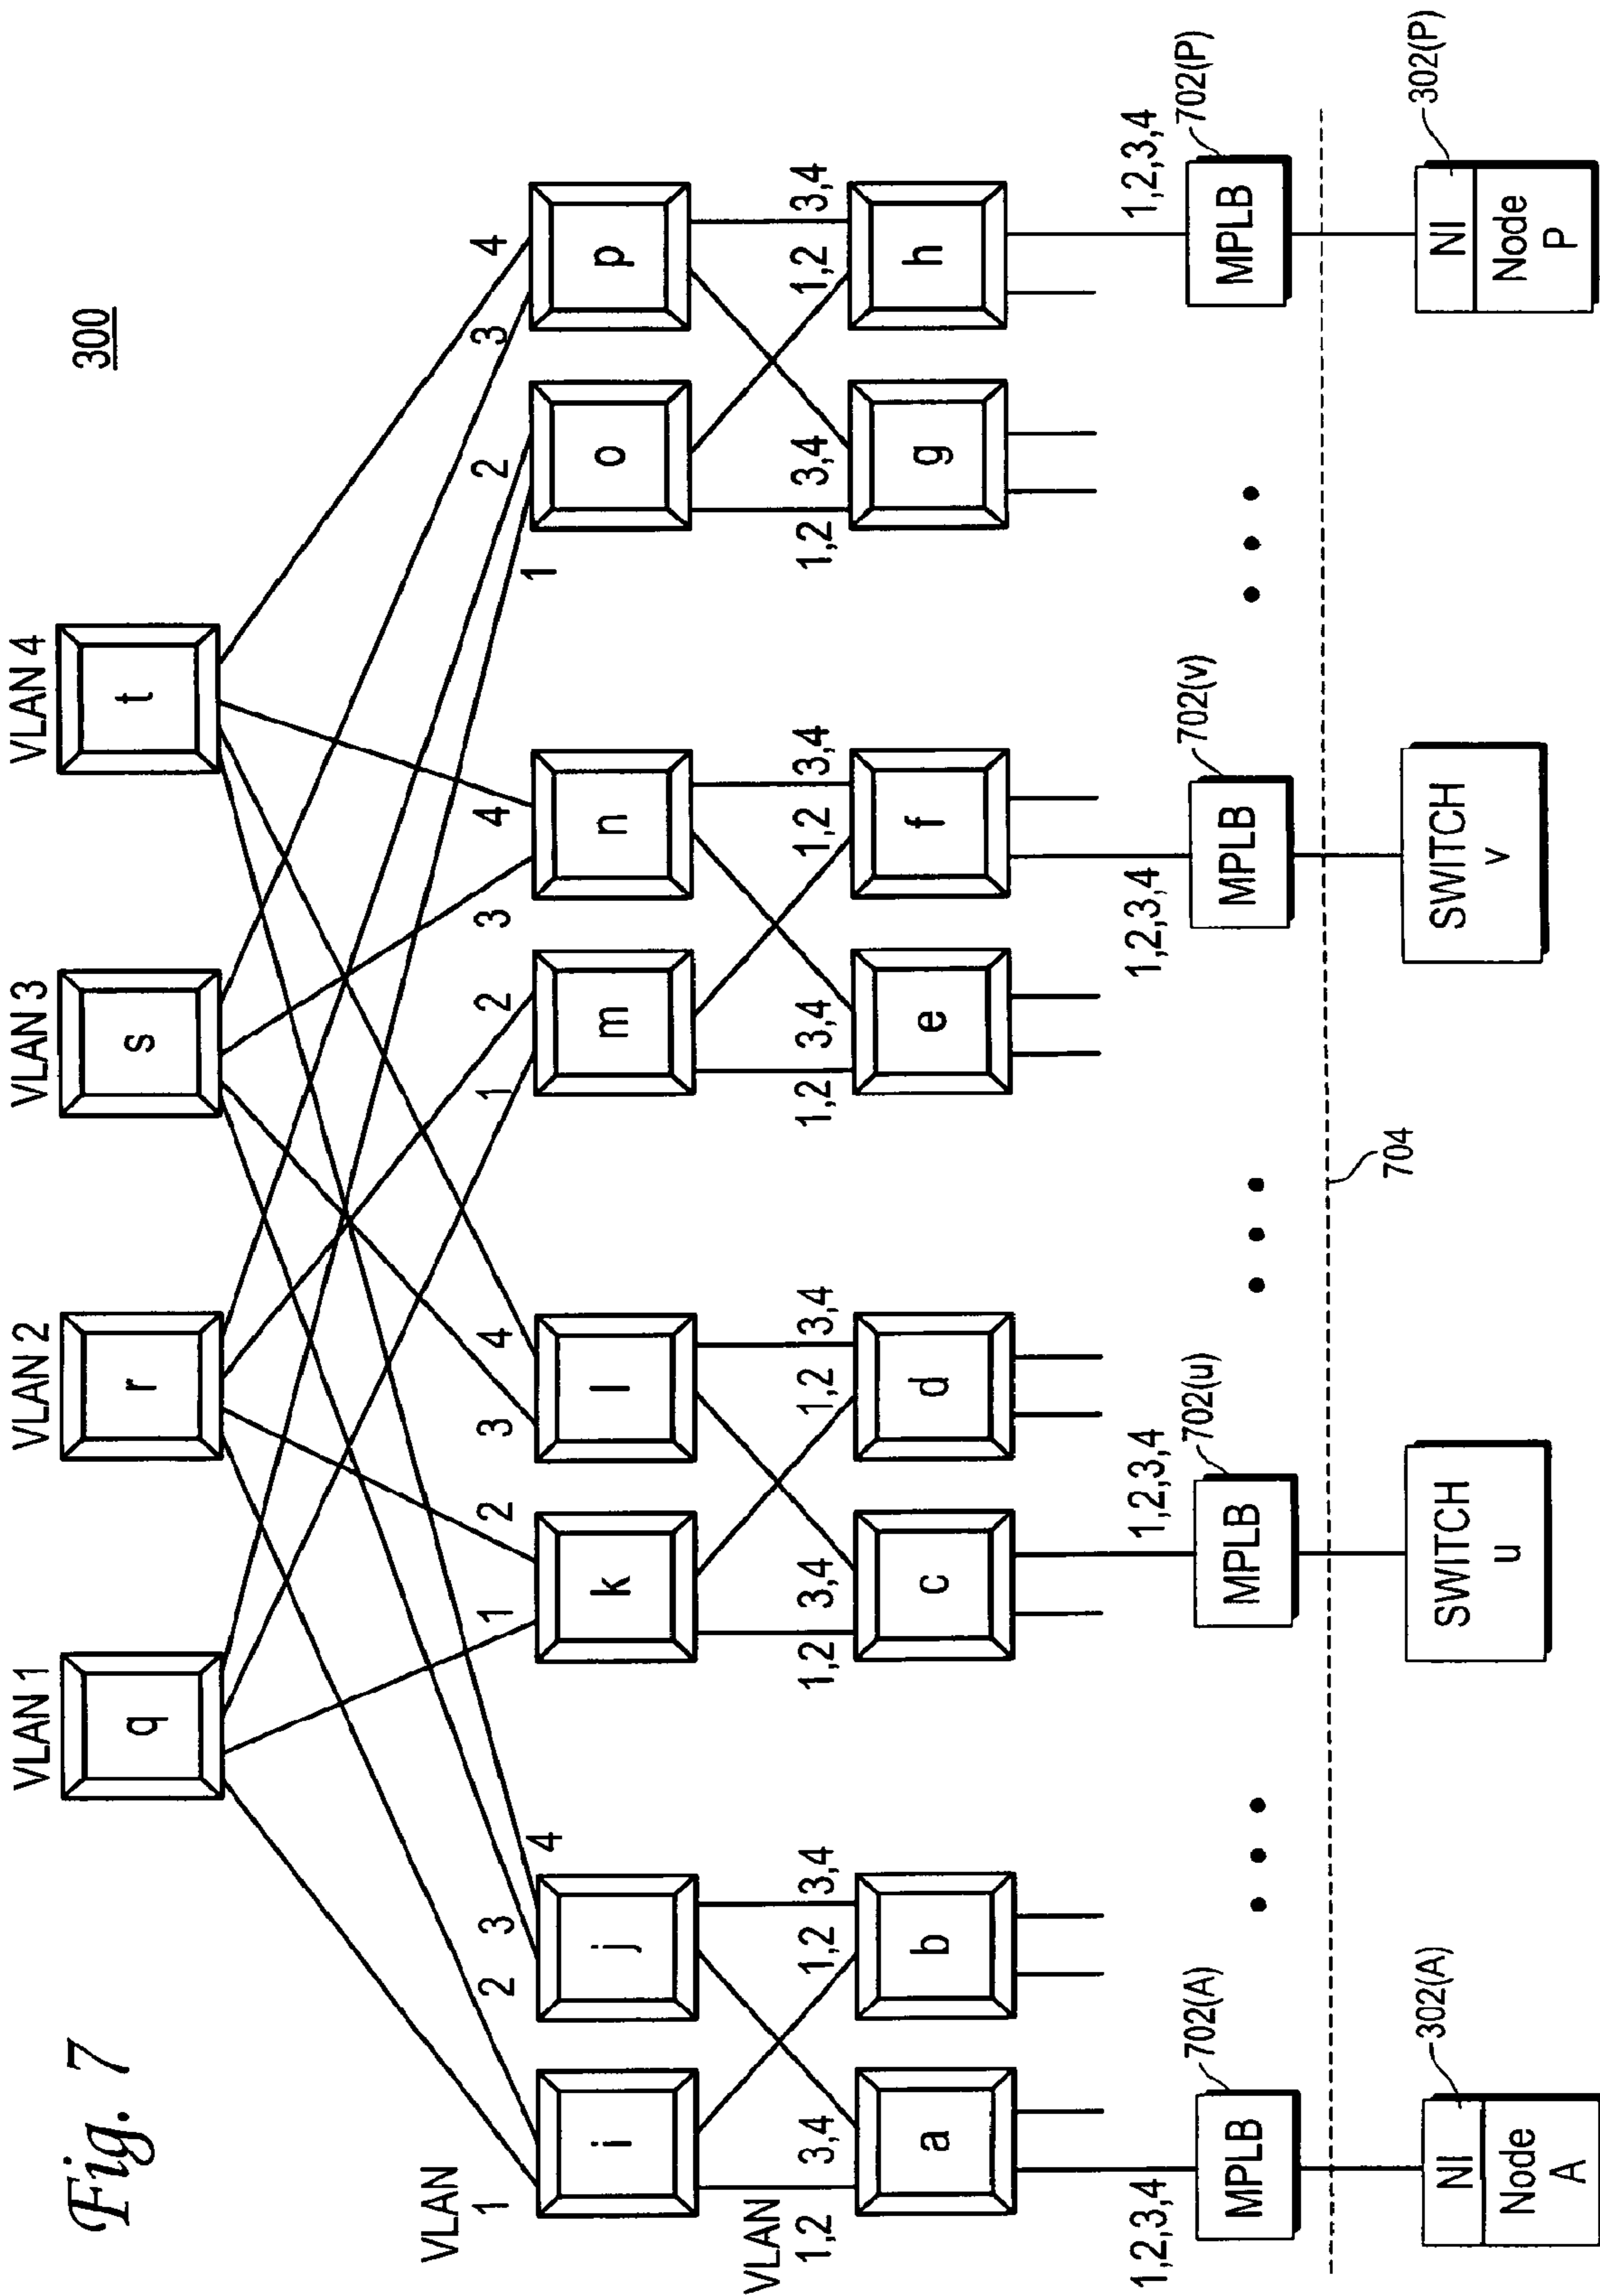 Fig. 7
300
VLAN 1 VLAN 2 VLAN 3 VLAN 4
q r s t
VLAN
1 2 3 4 1 2 3 4 1 2 3 4 1 2 3 4
i j k l m n o p
VLAN
1,2 3,4 1,2 3,4 1,2 3,4 1,2 3,4 1,2 3,4 1,2 3,4 1,2 3,4 1,2 3,4
a b c d e f g h
1,2,3,4 702(A) 1,2,3,4 702(u) 1,2,3,4 702(v) 1,2,3,4 702(P)
MPLB MPLB MPLB MPLB
704
302(A) 302(P)
NI NI
Node A
SWITCH u
SWITCH v
Node P